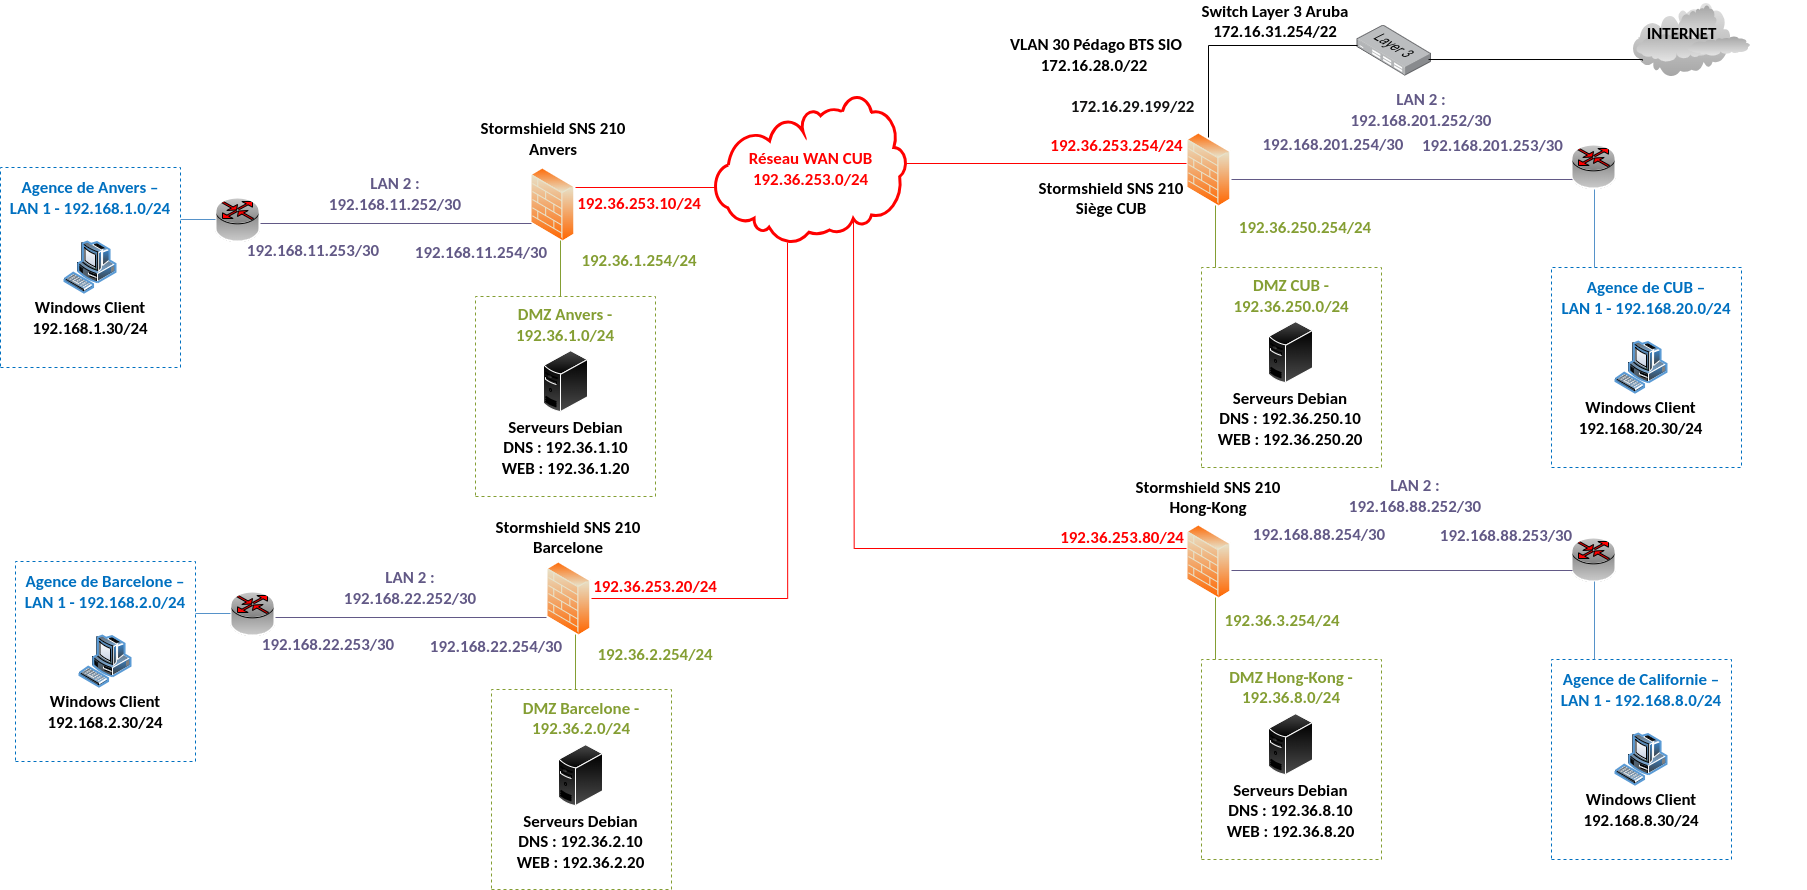 Switch Layer 3 Aruba
172.16.31.254/22
Layer 3
INTERNET
VLAN 30 Pédago BTS SIO
172.16.28.0/22
172.16.29.199/22
LAN 2 :
192.168.201.252/30
192.36.253.254/24
192.168.201.254/30
192.168.201.253/30
Stormshield SNS 210
Siège CUB
192.36.250.254/24
Réseau WAN CUB
192.36.253.0/24
Stormshield SNS 210
Anvers
Agence de Anvers –
LAN 1 - 192.168.1.0/24
LAN 2 :
192.168.11.252/30
192.36.253.10/24
192.168.11.253/30
192.168.11.254/30
192.36.1.254/24
Windows Client
192.168.1.30/24
DMZ Anvers -
192.36.1.0/24
Serveurs Debian
DNS : 192.36.1.10
WEB : 192.36.1.20
DMZ CUB -
192.36.250.0/24
Serveurs Debian
DNS : 192.36.250.10
WEB : 192.36.250.20
Agence de CUB –
LAN 1 - 192.168.20.0/24
Windows Client
192.168.20.30/24
Stormshield SNS 210
Barcelone
Agence de Barcelone –
LAN 1 - 192.168.2.0/24
LAN 2 :
192.168.22.252/30
192.36.253.20/24
192.168.22.253/30
192.168.22.254/30
192.36.2.254/24
Windows Client
192.168.2.30/24
DMZ Barcelone -
192.36.2.0/24
Serveurs Debian
DNS : 192.36.2.10
WEB : 192.36.2.20
Stormshield SNS 210
Hong-Kong
LAN 2 :
192.168.88.252/30
192.36.253.80/24
192.168.88.254/30
192.168.88.253/30
192.36.3.254/24
DMZ Hong-Kong -
192.36.8.0/24
Serveurs Debian
DNS : 192.36.8.10
WEB : 192.36.8.20
Agence de Californie –
LAN 1 - 192.168.8.0/24
Windows Client
192.168.8.30/24